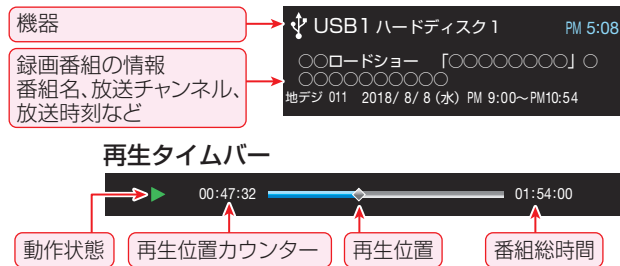 機器
USB1 ハードディスク1 PM 5:08
録画番組の情報
番組名、放送チャンネル、
放送時刻など
○○ロードショー 「○○○○○○○○」○
○○○○○○○○○○
地デジ 011 2018/ 8/ 8 (水) PM 9:00~PM10:54
再生タイムバー
00:47:32 01:54:00
動作状態 再生位置カウンター 再生位置 番組総時間